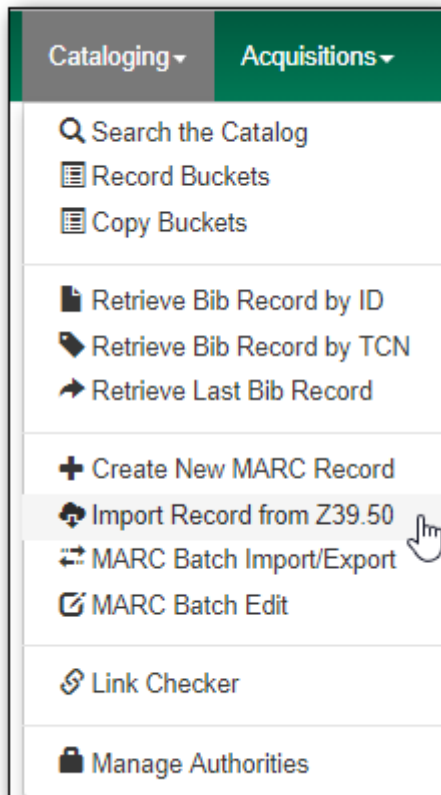 Cataloging Acquisitions
Search the Catalog
Record Buckets
Copy Buckets
Retrieve Bib Record by ID
Retrieve Bib Record by TCN
Retrieve Last Bib Record
Create New MARC Record
Import Record from Z39.50
MARC Batch Import/Export
MARC Batch Edit
Link Checker
Manage Authorities